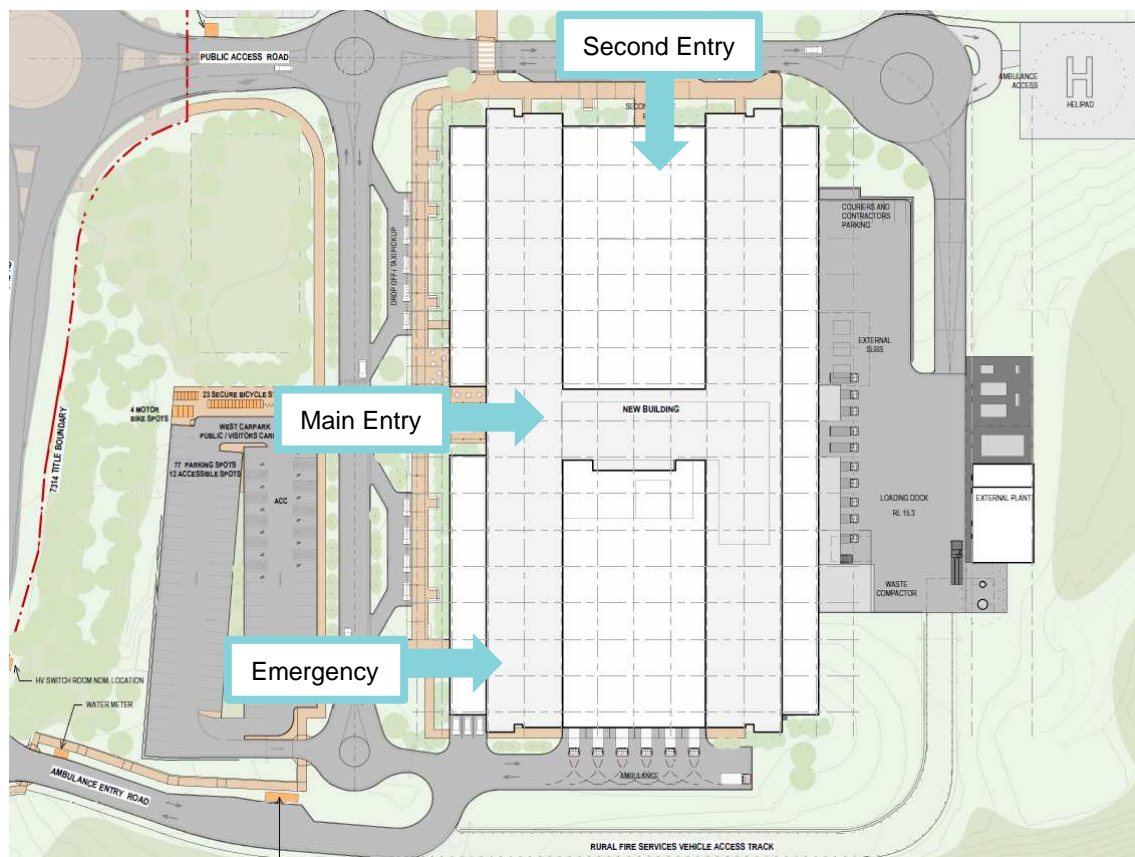 Second Entry
PUBLIC ACCESS ROAD
AMBULANCE
ACCESS
H
HELIPAD
COURIERS AND
CONTRACTORS
PARKING
DROP OFF / TAXI PICKUP
EXTERNAL
SUBS
7314 TITLE BOUNDARY
23 SECURE BICYCLE
4 MOTOR
BIKE SPOTS
WEST CARPARK
PUBLIC / VISITORS
Main Entry
NEW BUILDING
77 PARKING SPOTS
12 ACCESSIBLE SPOTS
ACC
LOADING DOCK
RL 16.3
EXTERNAL PLANT
WASTE
COMPACTOR
Emergency
HV SWITCH ROOM NOM. LOCATION
WATER METER
AMBULANCE ENTRY ROAD
AMBULANCE
RURAL FIRE SERVICES VEHICLE ACCESS TRACK